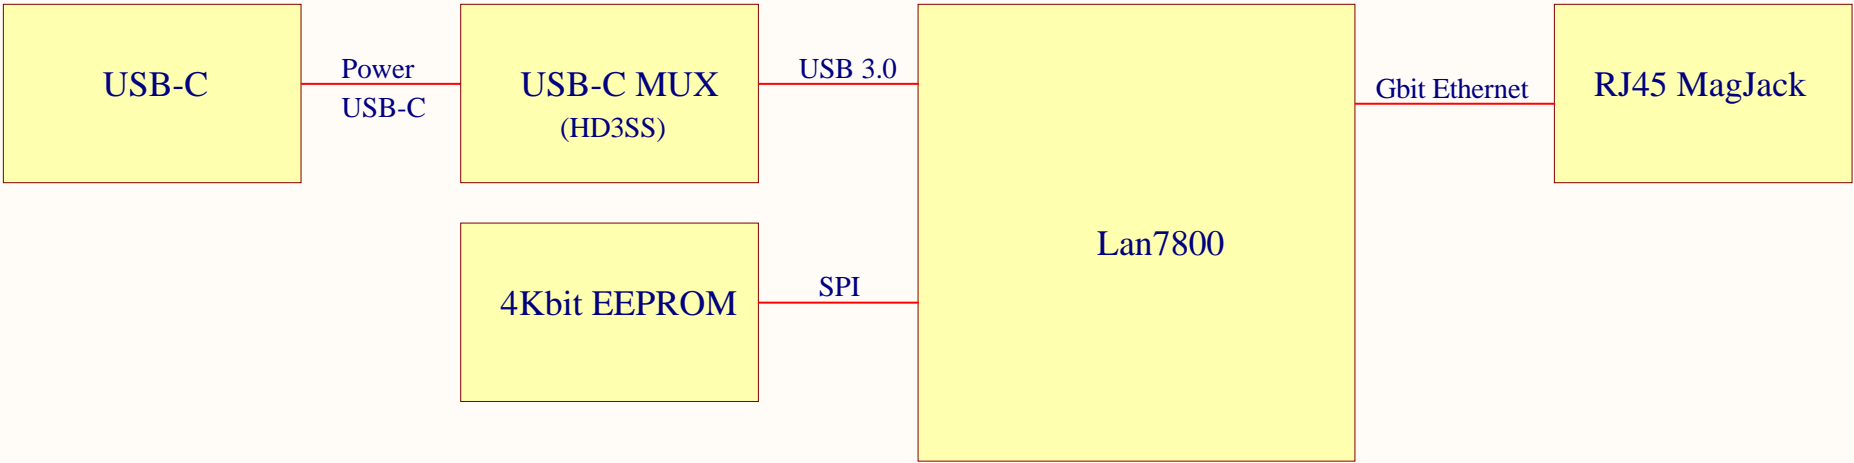 USB-C
Power
USB-C
USB-C MUX
(HD3SS)
USB 3.0
Gbit Ethernet
RJ45 MagJack
Lan7800
4Kbit EEPROM
SPI